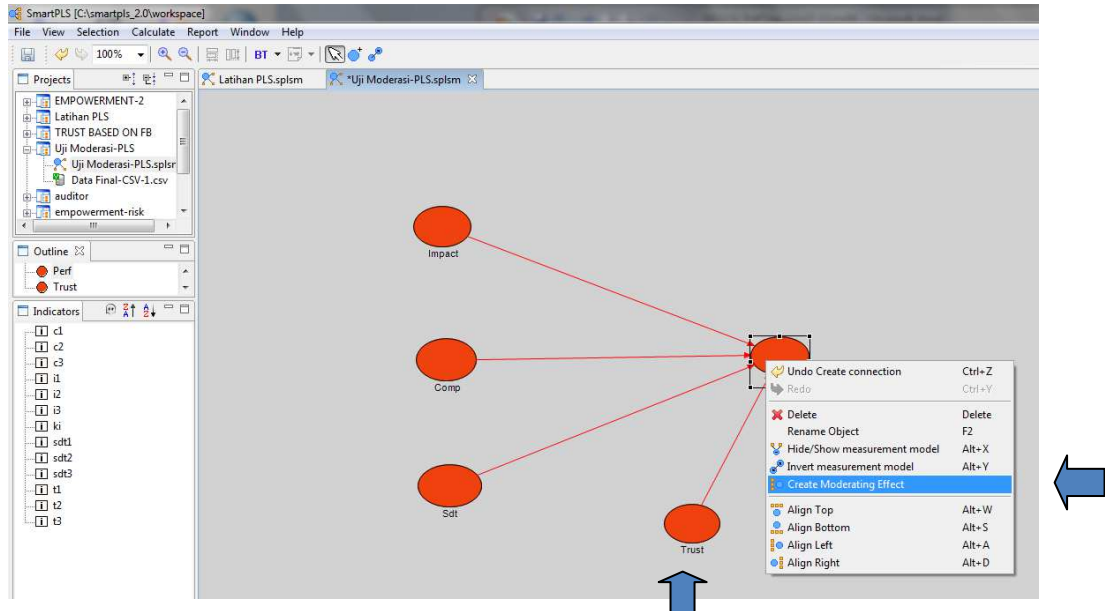 SmartPLS [C:\smartpls_2.0\workspace]
File View Selection Calculate Report Window Help
100% BT
Projects
EMPOWERMENT-2
Latihan PLS
TRUST BASED ON FB
Uji Moderasi-PLS
Uji Moderasi-PLS.splsr
Data Final-CSV-1.csv
auditor
empowerment-risk
Outline
Perf
Trust
Indicators
c1
c2
c3
i1
i2
i3
ki
sdt1
sdt2
sdt3
t1
t2
t3
Latihan PLS.splsm *Uji Moderasi-PLS.splsm
Impact
Comp
Sdt
Trust
Undo Create connection Ctrl+Z
Redo Ctrl+Y
Delete Delete
Rename Object F2
Hide/Show measurement model Alt+X
Invert measurement model Alt+Y
Create Moderating Effect
Align Top Alt+W
Align Bottom Alt+S
Align Left Alt+A
Align Right Alt+D